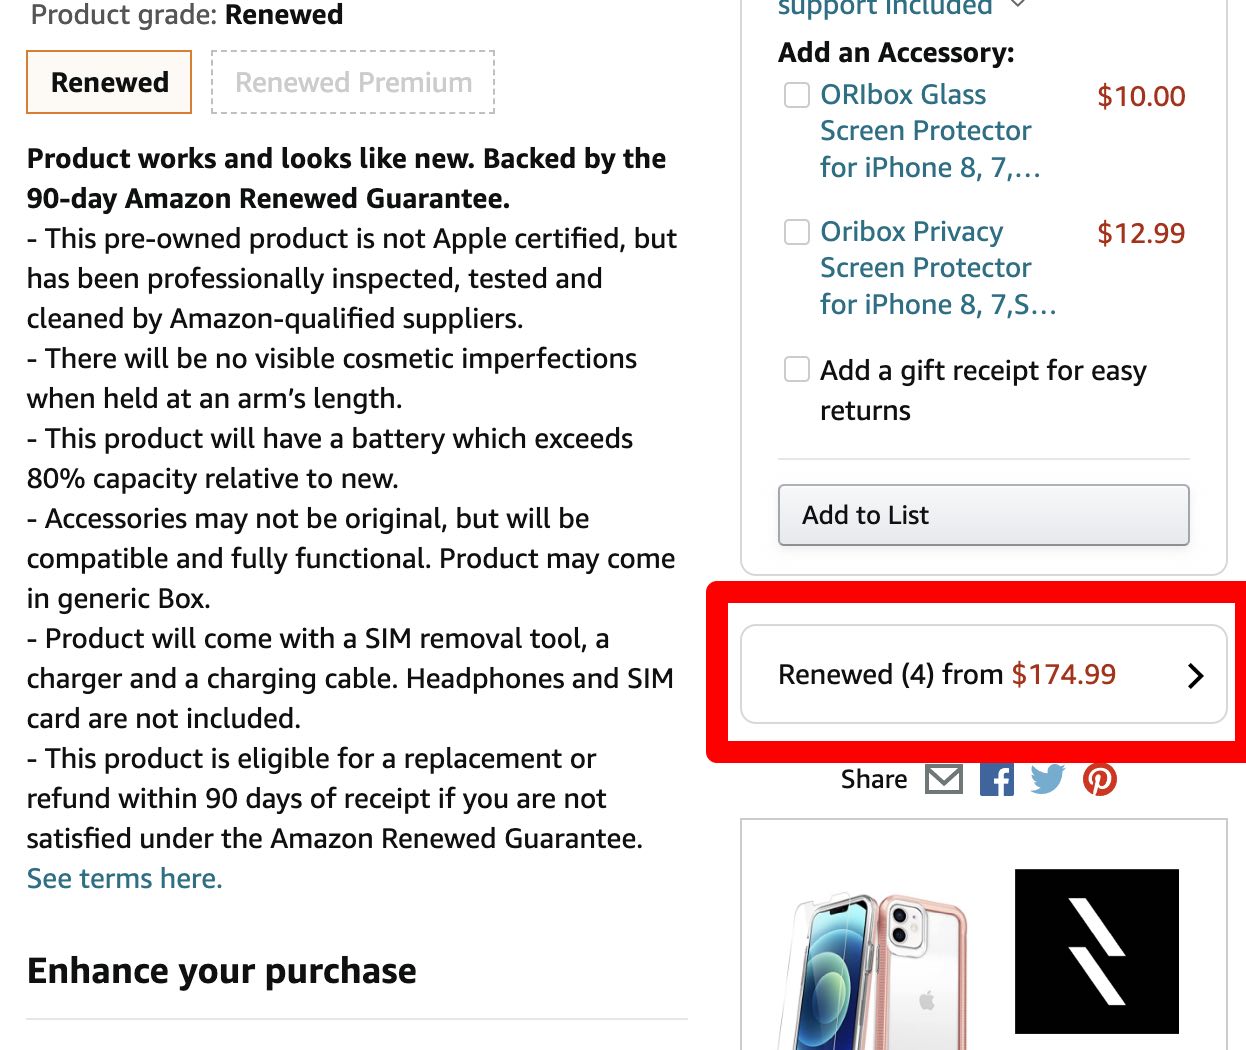 Product grade: Renewed
Renewed
Renewed Premium
Product works and looks like new. Backed by the
90-day Amazon Renewed Guarantee.
- This pre-owned product is not Apple certified, but
has been professionally inspected, tested and
cleaned by Amazon-qualified suppliers.
- There will be no visible cosmetic imperfections
when held at an arm’s length.
- This product will have a battery which exceeds
80% capacity relative to new.
- Accessories may not be original, but will be
compatible and fully functional. Product may come
in generic Box.
- Product will come with a SIM removal tool, a
charger and a charging cable. Headphones and SIM
card are not included.
- This product is eligible for a replacement or
refund within 90 days of receipt if you are not
satisfied under the Amazon Renewed Guarantee.
See terms here.
Enhance your purchase
support included
Add an Accessory:
ORIbox Glass $10.00
Screen Protector
for iPhone 8, 7,...
Oribox Privacy $12.99
Screen Protector
for iPhone 8, 7,S...
Add a gift receipt for easy
returns
Add to List
Renewed (4) from $174.99
Share